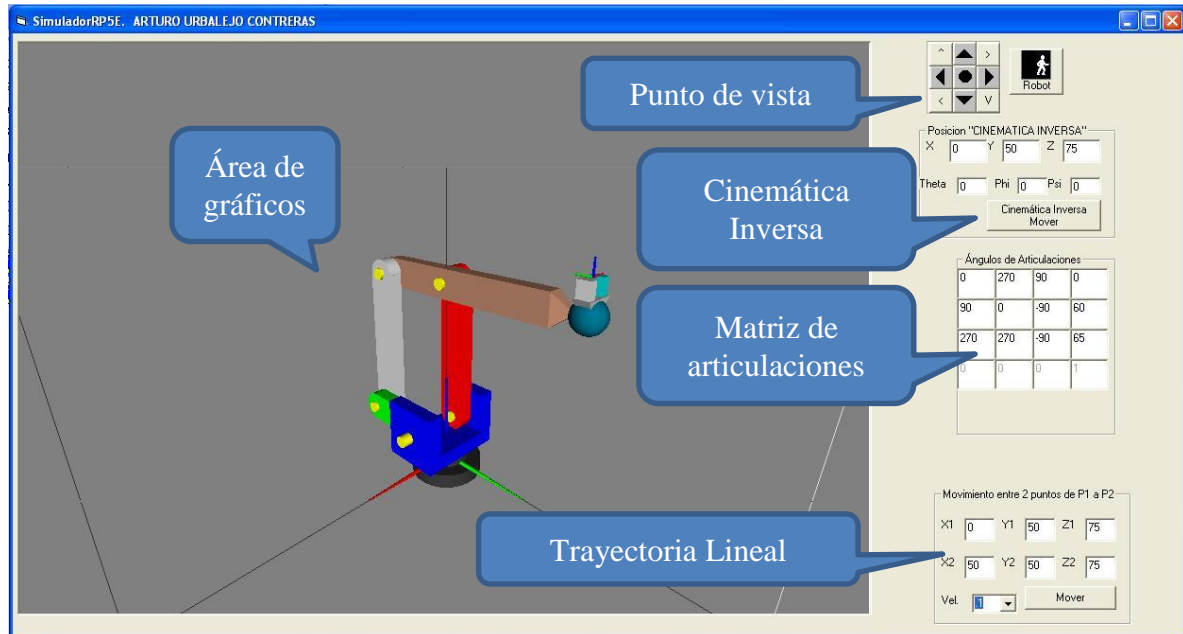 SimuladorRP5E. ARTURO URBALEJO CONTRERAS
Punto de vista
^ >
< V
Robot
Área de
gráficos
Posicion "CINEMATICA INVERSA"
X 0 Y 50 Z 75
Theta 0 Phi 0 Psi 0
Cinemática Inversa
Mover
Cinemática
Inversa
Ángulos de Articulaciones
0 270 90 0
90 0 -90 60
270 270 -90 65
0 0 0 1
Matriz de
articulaciones
Movimiento entre 2 puntos de P1 a P2
X1 0 Y1 50 Z1 75
X2 50 Y2 50 Z2 75
Vel. .1 Mover
Trayectoria Lineal